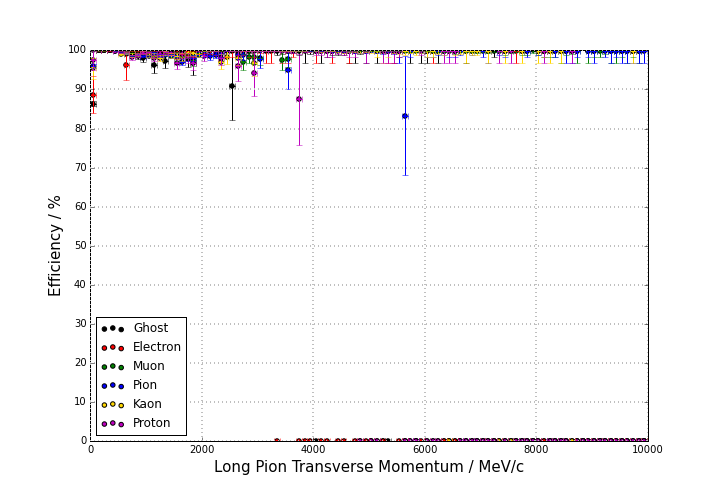 100
90
80
70
60
50
40
30
20
10
0
Efficiency / %
Ghost
Electron
Muon
Pion
Kaon
Proton
0 2000 4000 6000 8000 10000
Long Pion Transverse Momentum / MeV/c